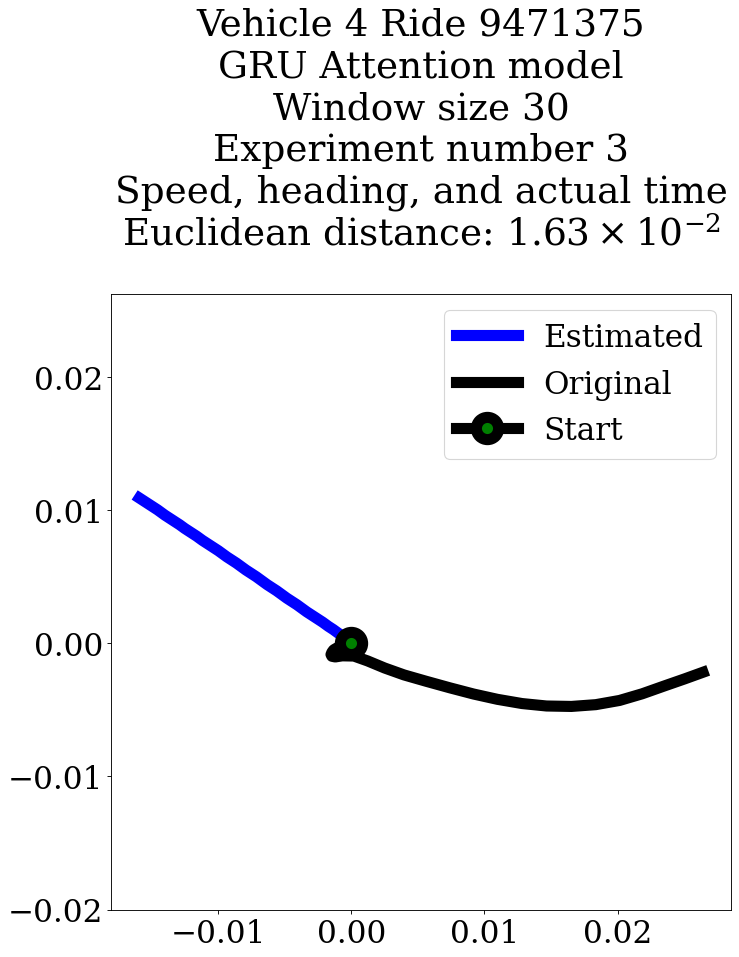 Vehicle 4 Ride 9471375
GRU Attention model
Window size 30
Experiment number 3
Speed, heading, and actual time
Euclidean distance: 1.63 × 10⁻²
Estimated
Original
Start
0.02
0.01
0.00
−0.01
−0.02
−0.01 0.00 0.01 0.02